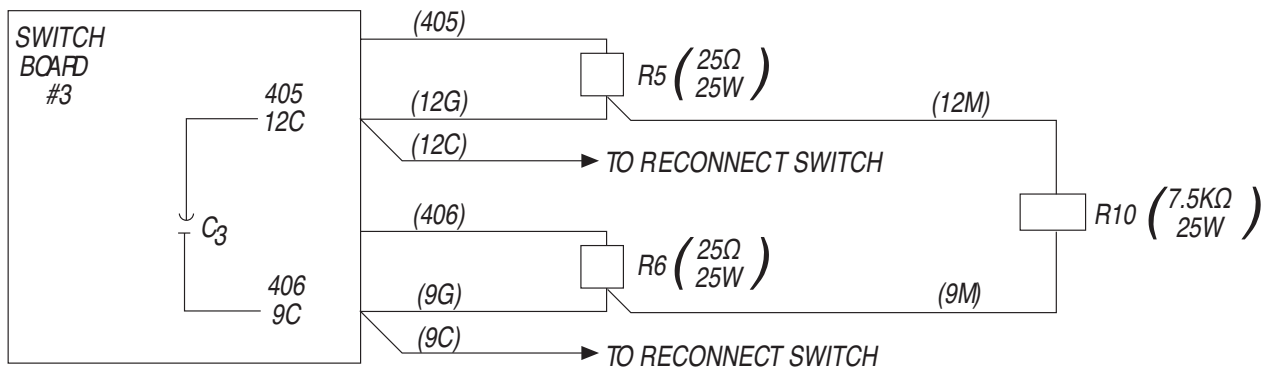 SWITCH
BOARD
#3
(405)
R5 (25Ω
25W)
405
12C
(12G)
(12M)
(12C)
TO RECONNECT SWITCH
C3
(406)
R10 (7.5KΩ
25W)
R6 (25Ω
25W)
406
9C
(9G)
(9M)
(9C)
TO RECONNECT SWITCH